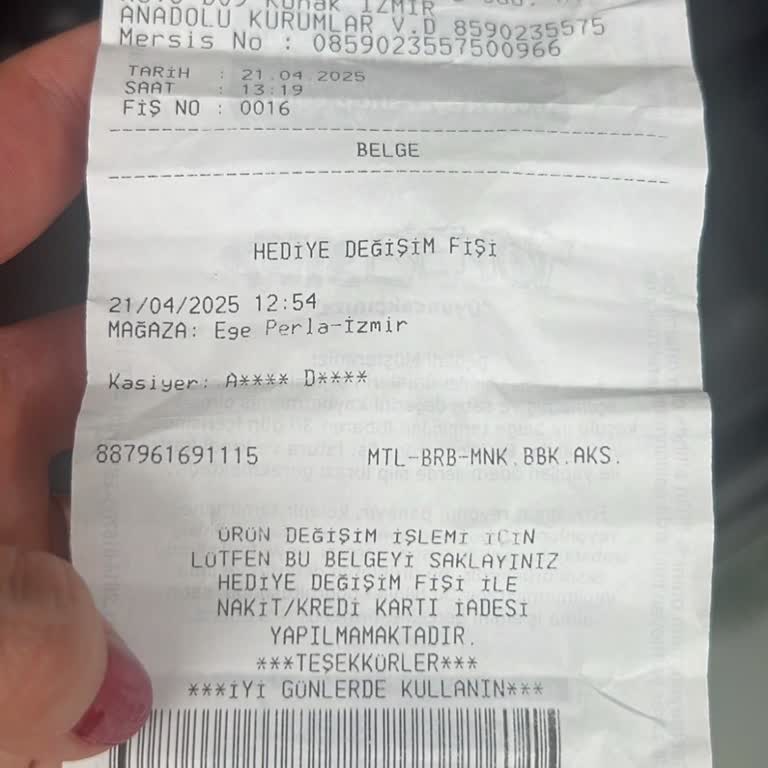 Konak İZMİR
ANADOLU KURUMLAR V.D 8590235575
Mersis No : 0859023557500966
TARİH : 21.04.2025
SAAT : 13:19
FİŞ NO : 0016
BELGE
HEDİYE DEĞİŞİM FİŞİ
21/04/2025 12:54
MAĞAZA: Ege Perla-İzmir
Kasiyer: A**** D****
887961691115 MTL-BRB-MNK.BBK.AKS.
ÜRÜN DEĞİŞİM İŞLEMİ İCİN
LÜTFEN BU BELGEYİ SAKLAYINIZ
HEDİYE DEĞİŞİM FİŞİ İLE
NAKİT/KREDİ KARTI İADESİ
YAPILMAMAKTADIR.
***TEŞEKKÜRLER***
***İYİ GÜNLERDE KULLANIN***